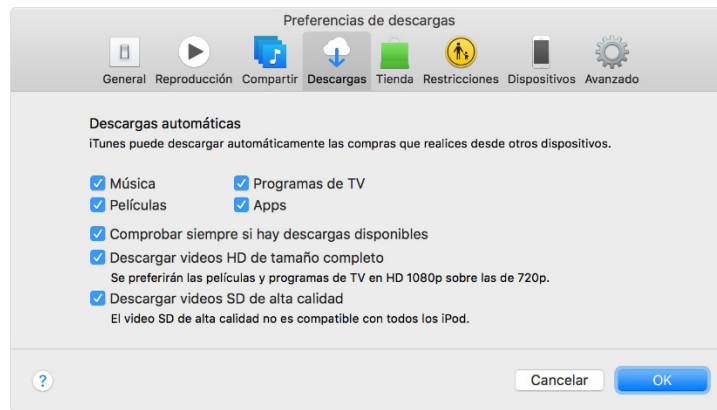 Preferencias de descargas
General Reproducción Compartir Descargas Tienda Restricciones Dispositivos Avanzado
Descargas automáticas
iTunes puede descargar automáticamente las compras que realices desde otros dispositivos.
Música Programas de TV
Películas Apps
Comprobar siempre si hay descargas disponibles
Descargar videos HD de tamaño completo
Se preferirán las películas y programas de TV en HD 1080p sobre las de 720p.
Descargar videos SD de alta calidad
El video SD de alta calidad no es compatible con todos los iPod.
? Cancelar OK